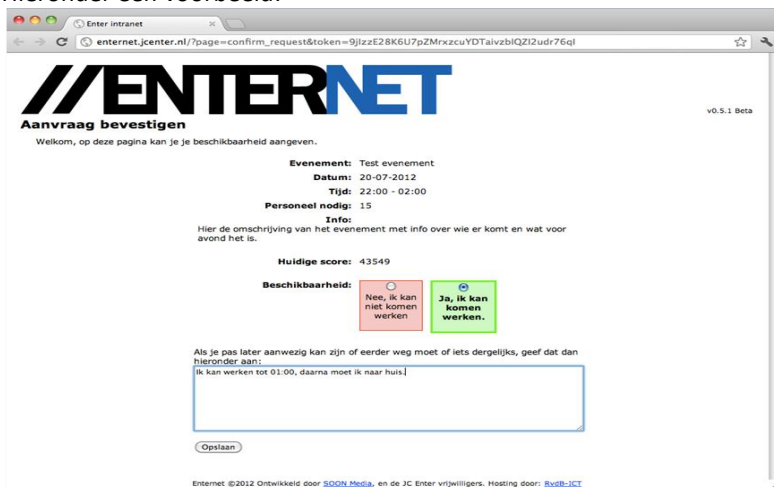 Enter intranet
enternet.jcenter.nl/?page=confirm_request&token=9jIzzE28K6U7pZMrxzcuYDTaivzbIQZI2udr76ql
//ENTERNET
v0.5.1 Beta
Aanvraag bevestigen
Welkom, op deze pagina kan je je beschikbaarheid aangeven.
Evenement: Test evenement
Datum: 20-07-2012
Tijd: 22:00 - 02:00
Personeel nodig: 15
Info:
Hier de omschrijving van het evenement met info over wie er komt en wat voor
avond het is.
Huidige score: 43549
Beschikbaarheid:
Nee, ik kan
niet komen
werken
Ja, ik kan
komen
werken.
Als je pas later aanwezig kan zijn of eerder weg moet of iets dergelijks, geef dat dan
hieronder aan:
Ik kan werken tot 01:00, daarna moet ik naar huis.
Opslaan
Enternet ©2012 Ontwikkeld door SOON Media, en de JC Enter vrijwilligers. Hosting door: RvdB-ICT